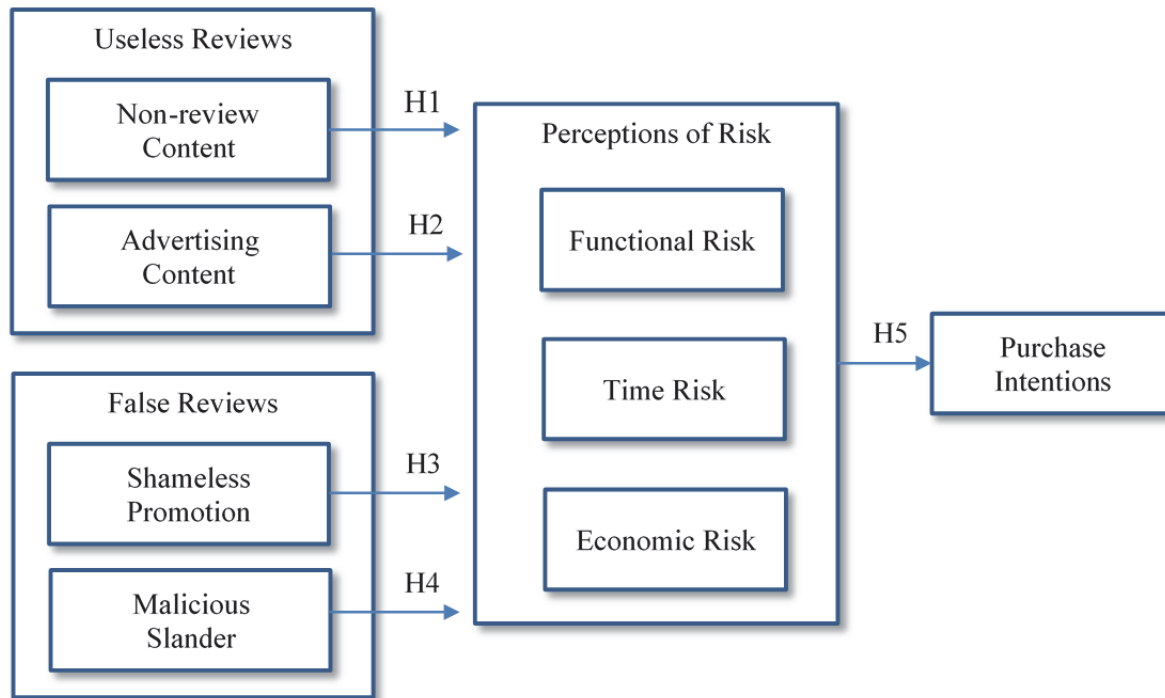 Useless Reviews
Non-review
Content
H1
Advertising
Content
H2
False Reviews
Shameless
Promotion
H3
Malicious
Slander
H4
Perceptions of Risk
Functional Risk
Time Risk
Economic Risk
H5
Purchase
Intentions